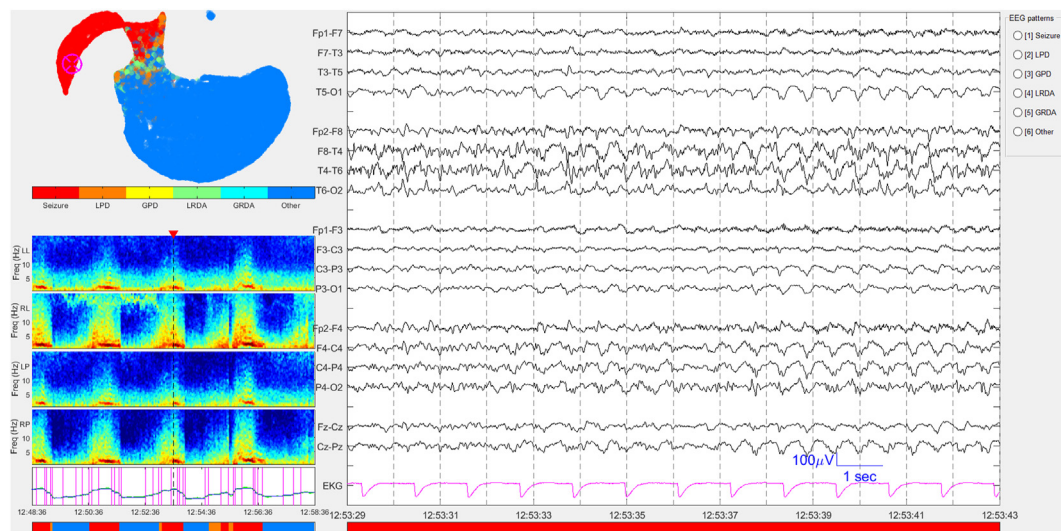 EEG patterns
[1] Seizure
[2] LPD
[3] GPD
[4] LRDA
[5] GRDA
[6] Other
Seizure LPD GPD LRDA GRDA Other
Freq (Hz) LL 10 5
Freq (Hz) RL 10 5
Freq (Hz) LP 10 5
Freq (Hz) RP 10 5
12:48:36 12:50:36 12:52:36 12:54:36 12:56:36 12:58:36
Fp1-F7
F7-T3
T3-T5
T5-O1
Fp2-F8
F8-T4
T4-T6
T6-O2
Fp1-F3
F3-C3
C3-P3
P3-O1
Fp2-F4
F4-C4
C4-P4
P4-O2
Fz-Cz
Cz-Pz
EKG
100μV
1 sec
12:53:29 12:53:31 12:53:33 12:53:35 12:53:37 12:53:39 12:53:41 12:53:43